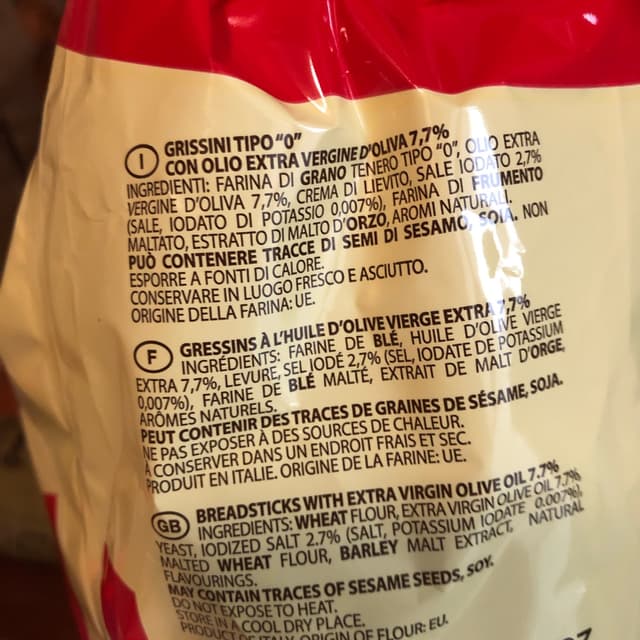 I
GRISSINI TIPO "0"
CON OLIO EXTRA VERGINE D'OLIVA 7,7%
INGREDIENTI: FARINA DI GRANO TENERO TIPO "0", OLIO EXTRA
VERGINE D'OLIVA 7,7%, CREMA DI LIEVITO, SALE IODATO 2,7%
(SALE, IODATO DI POTASSIO 0,007%), FARINA DI FRUMENTO
MALTATO, ESTRATTO DI MALTO D'ORZO, AROMI NATURALI.
PUÒ CONTENERE TRACCE DI SEMI DI SESAMO, SOIA. NON
ESPORRE A FONTI DI CALORE.
CONSERVARE IN LUOGO FRESCO E ASCIUTTO.
ORIGINE DELLA FARINA: UE.
F
GRESSINS À L'HUILE D'OLIVE VIERGE EXTRA 7,7%
INGRÉDIENTS: FARINE DE BLÉ, HUILE D'OLIVE VIERGE
EXTRA 7,7%, LEVURE, SEL IODÉ 2,7% (SEL, IODATE DE POTASSIUM
0,007%), FARINE DE BLÉ MALTÉ, EXTRAIT DE MALT D'ORGE,
ARÔMES NATURELS.
PEUT CONTENIR DES TRACES DE GRAINES DE SÉSAME, SOJA.
NE PAS EXPOSER À DES SOURCES DE CHALEUR.
À CONSERVER DANS UN ENDROIT FRAIS ET SEC.
PRODUIT EN ITALIE. ORIGINE DE LA FARINE: UE.
GB
BREADSTICKS WITH EXTRA VIRGIN OLIVE OIL 7.7%
INGREDIENTS: WHEAT FLOUR, EXTRA VIRGIN OLIVE OIL 7.7%,
YEAST, IODIZED SALT 2.7% (SALT, POTASSIUM IODATE 0.007%),
MALTED WHEAT FLOUR, BARLEY MALT EXTRACT, NATURAL
FLAVOURINGS.
MAY CONTAIN TRACES OF SESAME SEEDS, SOY.
DO NOT EXPOSE TO HEAT.
STORE IN A COOL DRY PLACE.
PRODUCT OF ITALY. ORIGIN OF FLOUR: EU.